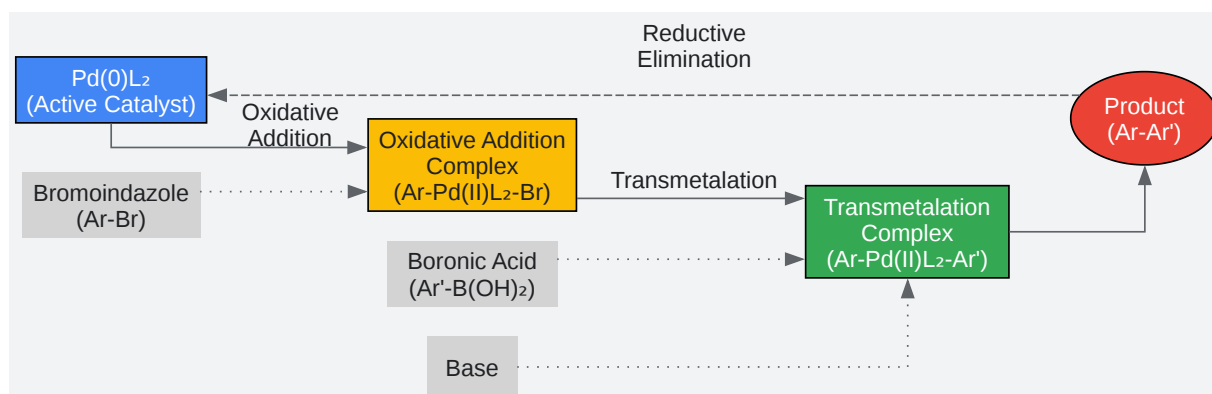 Reductive
Elimination
Pd(0)L₂
(Active Catalyst)
Oxidative
Addition
Product
(Ar-Ar')
Oxidative Addition
Complex
(Ar-Pd(II)L₂-Br)
Bromoindazole
(Ar-Br)
Transmetalation
Transmetalation
Complex
(Ar-Pd(II)L₂-Ar')
Boronic Acid
(Ar'-B(OH)₂)
Base